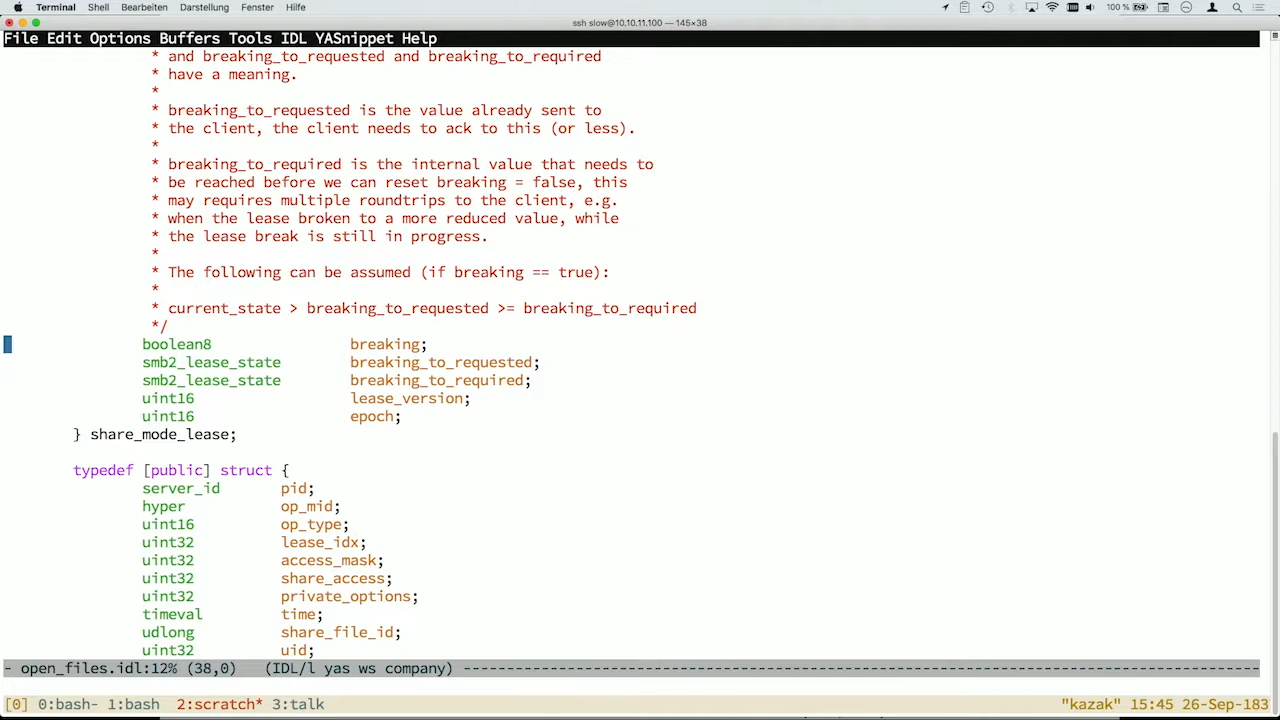 Terminal Shell Bearbeiten Darstellung Fenster Hilfe 100 %
ssh slow@10.10.11.100 — 145×38
File Edit Options Buffers Tools IDL YASnippet Help
* and breaking_to_requested and breaking_to_required
* have a meaning.
*
* breaking_to_requested is the value already sent to
* the client, the client needs to ack to this (or less).
*
* breaking_to_required is the internal value that needs to
* be reached before we can reset breaking = false, this
* may requires multiple roundtrips to the client, e.g.
* when the lease broken to a more reduced value, while
* the lease break is still in progress.
*
* The following can be assumed (if breaking == true):
*
* current_state > breaking_to_requested >= breaking_to_required
*/
boolean8 breaking;
smb2_lease_state breaking_to_requested;
smb2_lease_state breaking_to_required;
uint16 lease_version;
uint16 epoch;
} share_mode_lease;
typedef [public] struct {
server_id pid;
hyper op_mid;
uint16 op_type;
uint32 lease_idx;
uint32 access_mask;
uint32 share_access;
uint32 private_options;
timeval time;
udlong share_file_id;
uint32 uid;
- open_files.idl:12% (38,0) (IDL/l yas ws company) ----------------------------------------------------------------------
[0] 0:bash- 1:bash 2:scratch* 3:talk "kazak" 15:45 26-Sep-183